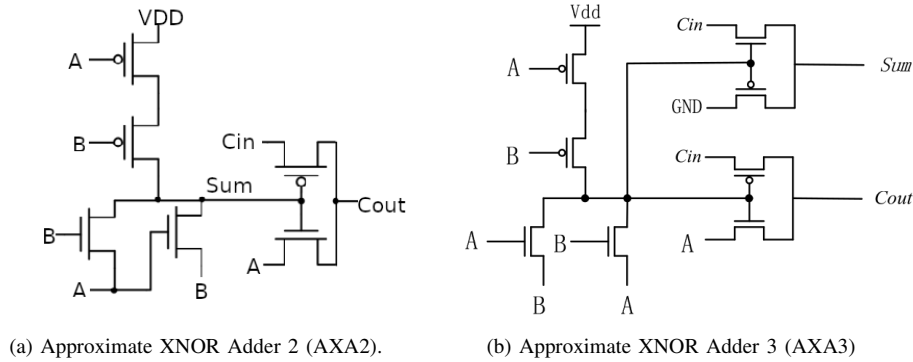 VDD
A
B
Cin
Sum
Cout
B
A
A
B
Vdd
Cin
A
Sum
GND
B
Cin
Cout
A
B
A
B
A
(a) Approximate XNOR Adder 2 (AXA2).
(b) Approximate XNOR Adder 3 (AXA3)